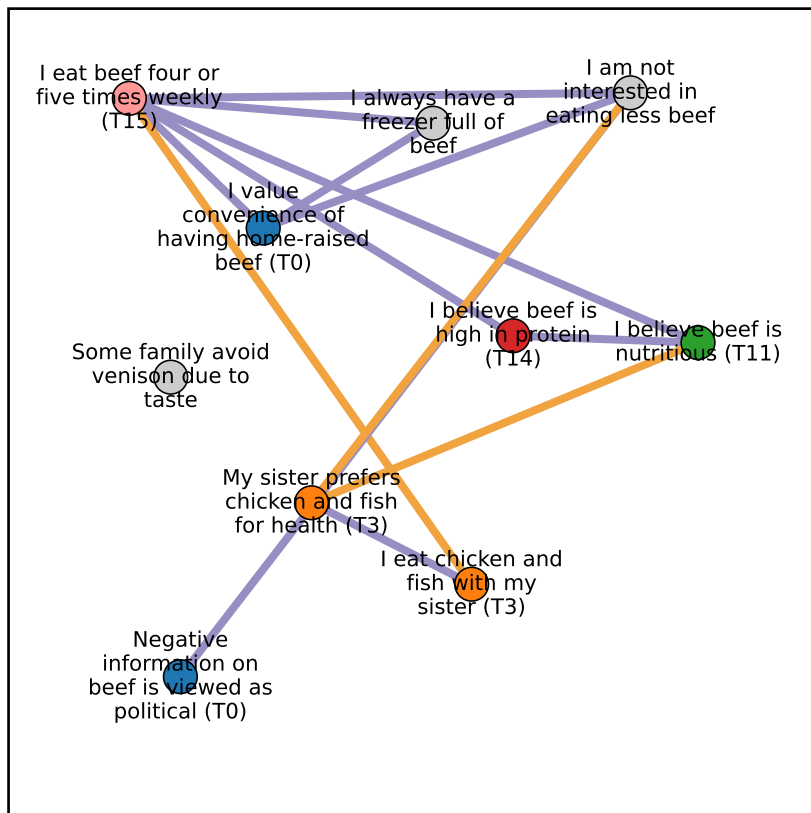 I eat beef four or
five times weekly
(T15)
I always have a
freezer full of
beef
I am not
interested in
eating less beef
I value
convenience of
having home-raised
beef (T0)
I believe beef is
high in protein
(T14)
I believe beef is
nutritious (T11)
Some family avoid
venison due to
taste
My sister prefers
chicken and fish
for health (T3)
I eat chicken and
fish with my
sister (T3)
Negative
information on
beef is viewed as
political (T0)